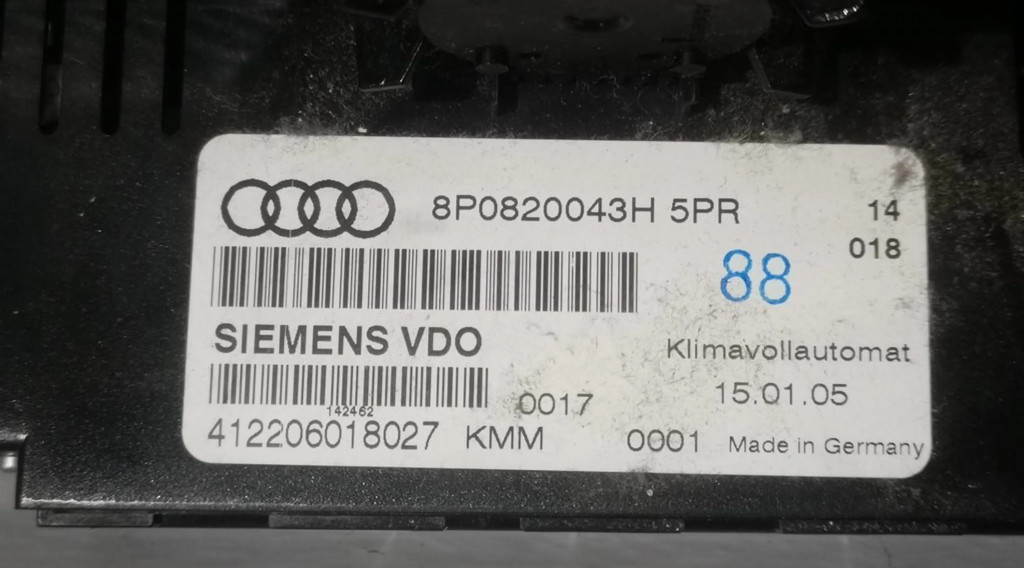 8P0820043H 5PR 14
018
88
SIEMENS VDO
Klimavollautomat
15.01.05
142462
0017
412206018027 KMM 0001 Made in Germany